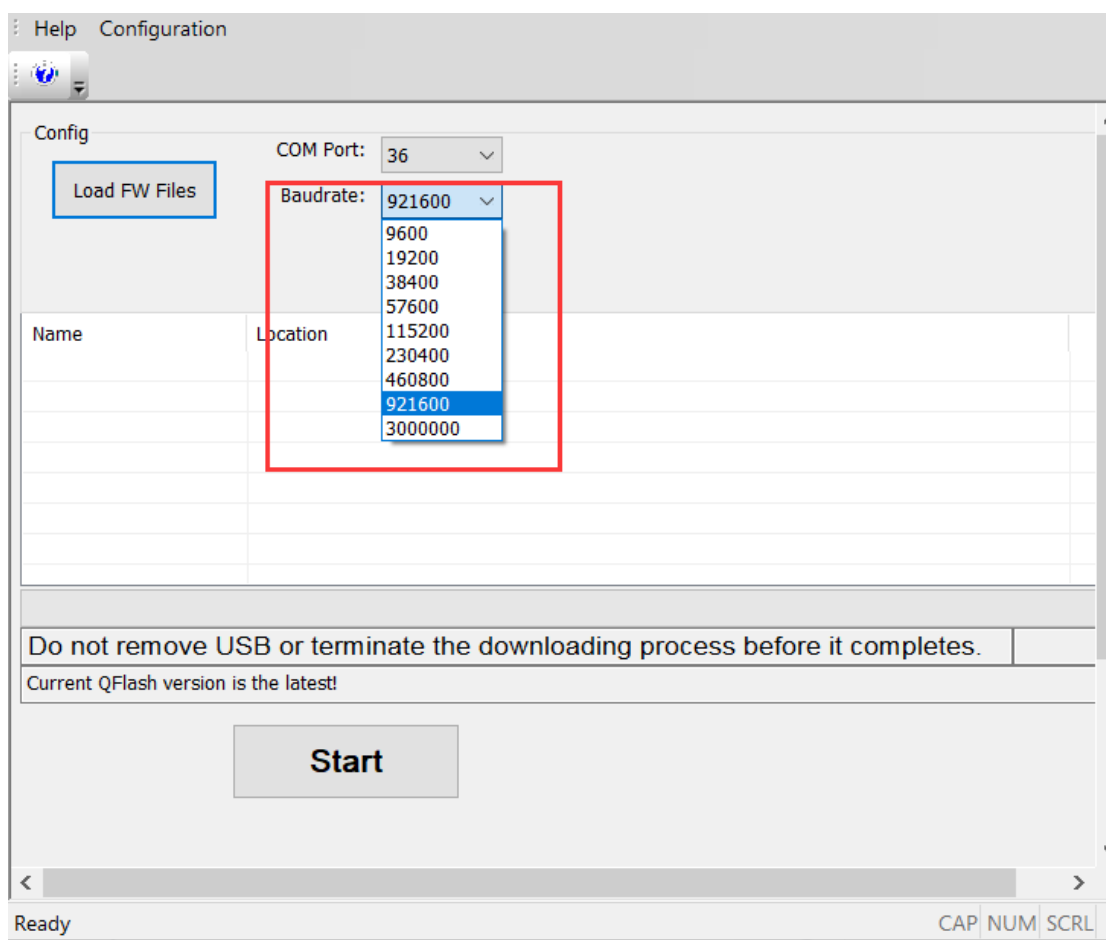 Help Configuration
Config
COM Port: 36
Load FW Files
Baudrate: 921600
9600
19200
38400
57600
115200
230400
460800
921600
3000000
Name Location
Do not remove USB or terminate the downloading process before it completes.
Current QFlash version is the latest!
Start
Ready CAP NUM SCRL